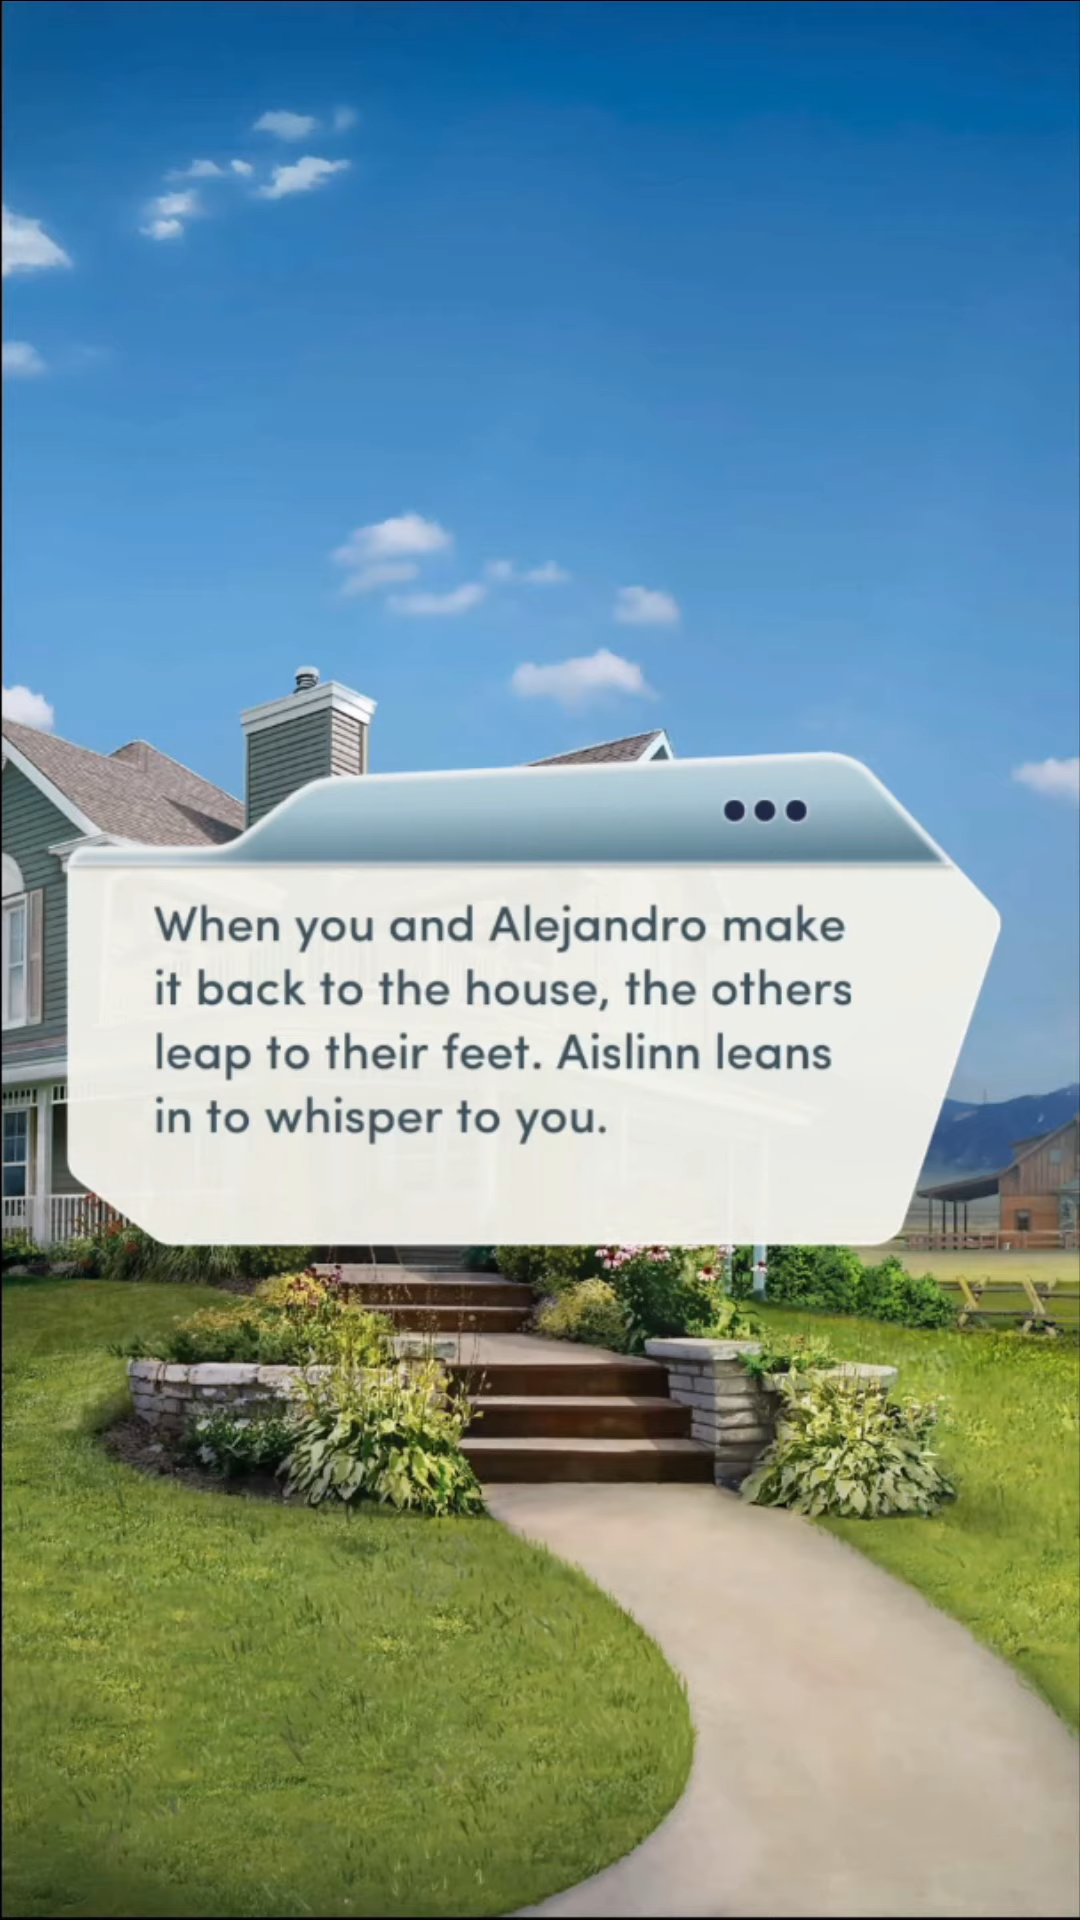 When you and Alejandro make
it back to the house, the others
leap to their feet. Aislinn leans
in to whisper to you.